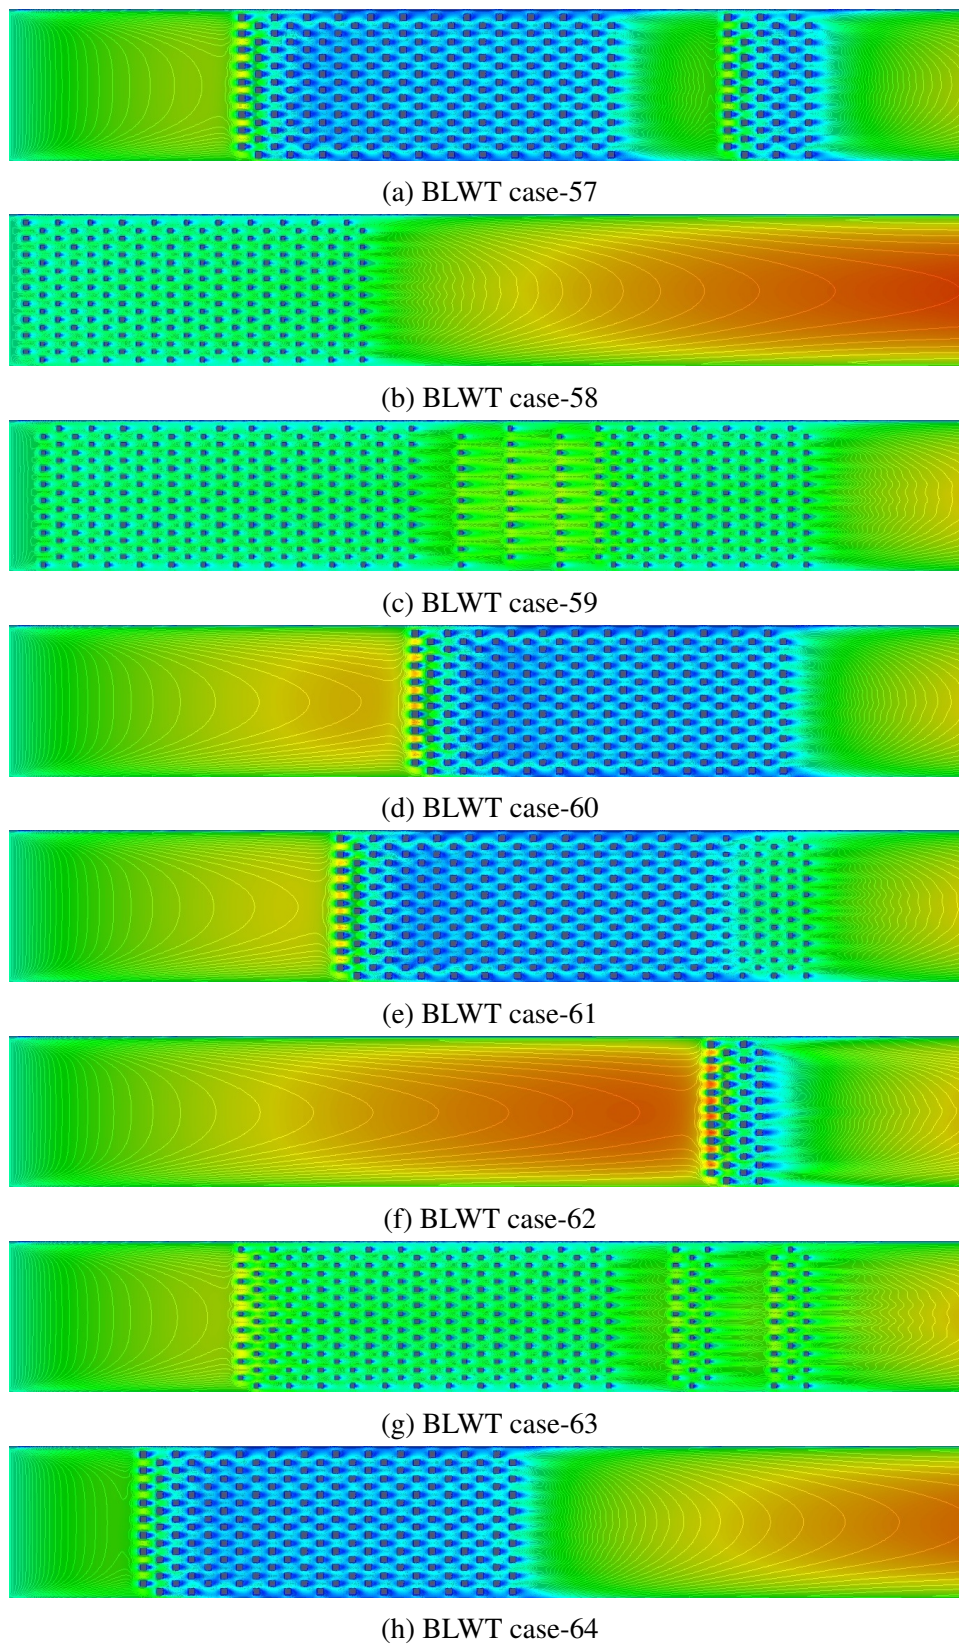 (a) BLWT case-57
(b) BLWT case-58
(c) BLWT case-59
(d) BLWT case-60
(e) BLWT case-61
(f) BLWT case-62
(g) BLWT case-63
(h) BLWT case-64